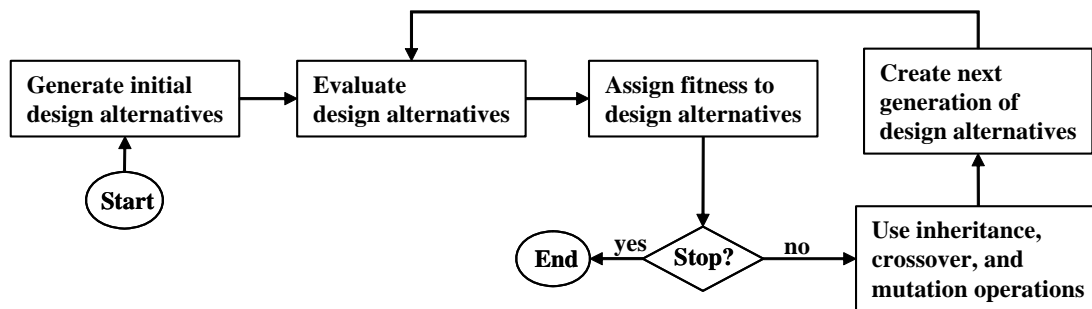 Generate initial
design alternatives
Evaluate
design alternatives
Assign fitness to
design alternatives
Create next
generation of
design alternatives
Start
End
yes
Stop?
no
Use inheritance,
crossover, and
mutation operations